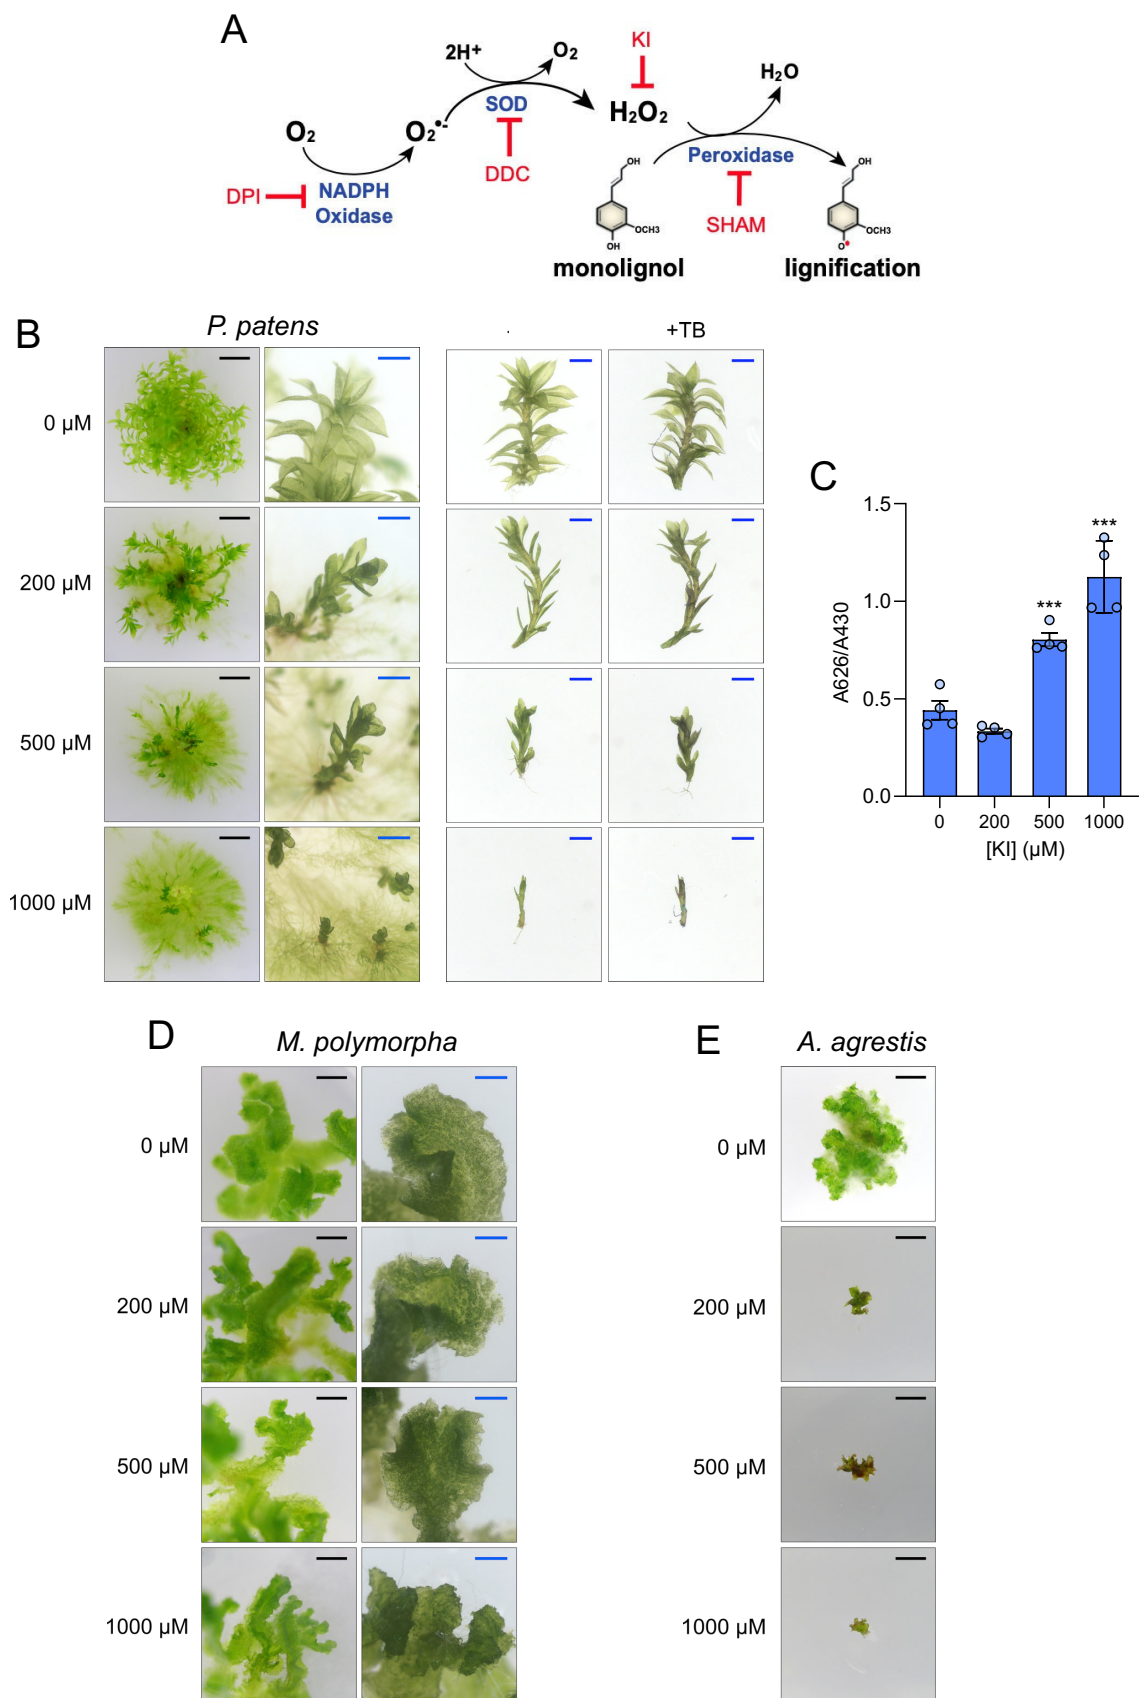 A
2H⁺
O₂
KI
H₂O
SOD
H₂O₂
O₂
O₂•-
Peroxidase
DDC
DPI
NADPH
Oxidase
OH
OH
OCH3
OCH3
SHAM
OH
O•
monolignol
lignification
B
P. patens
.
+TB
0 µM
200 µM
500 µM
1000 µM
C
A626/A430
1.5
1.0
0.5
0.0
***
***
0
200
500
1000
[KI] (µM)
D
M. polymorpha
0 µM
200 µM
500 µM
1000 µM
E
A. agrestis
0 µM
200 µM
500 µM
1000 µM